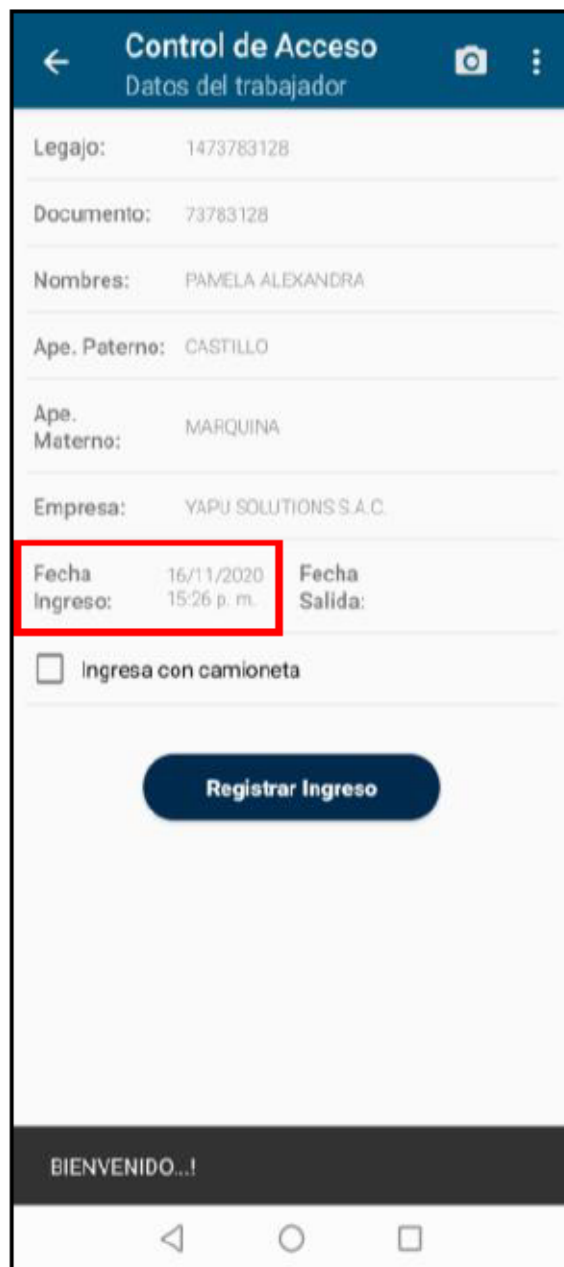 Control de Acceso
Datos del trabajador
Legajo: 1473783128
Documento: 73783128
Nombres: PAMELA ALEXANDRA
Ape. Paterno: CASTILLO
Ape.
Materno: MARQUINA
Empresa: YAPU SOLUTIONS S.A.C.
Fecha 16/11/2020 Fecha
Ingreso: 15:26 p. m. Salida:
Ingresa con camioneta
Registrar Ingreso
BIENVENIDO...!